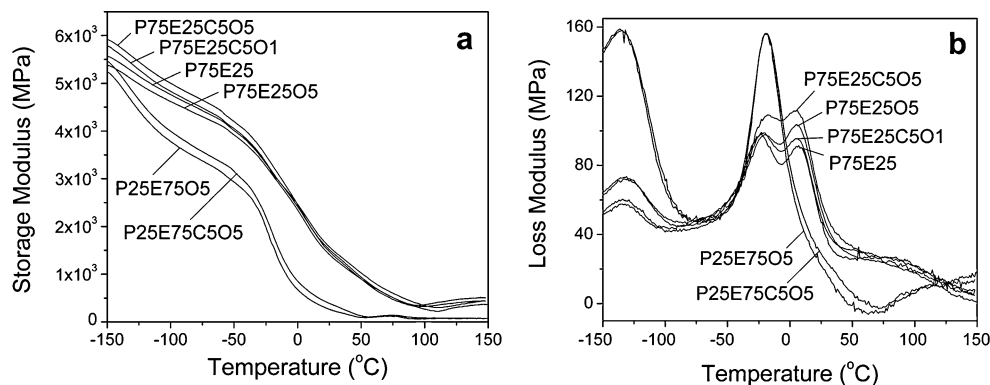 a
6x10³
5x10³
4x10³
3x10³
2x10³
1x10³
0
Storage Modulus (MPa)
P75E25C5O5
P75E25C5O1
P75E25
P75E25O5
P25E75O5
P25E75C5O5
-150 -100 -50 0 50 100 150
Temperature (°C)
b
160
120
80
40
0
Loss Modulus (MPa)
P75E25C5O5
P75E25O5
P75E25C5O1
P75E25
P25E75O5
P25E75C5O5
-150 -100 -50 0 50 100 150
Temperature (°C)